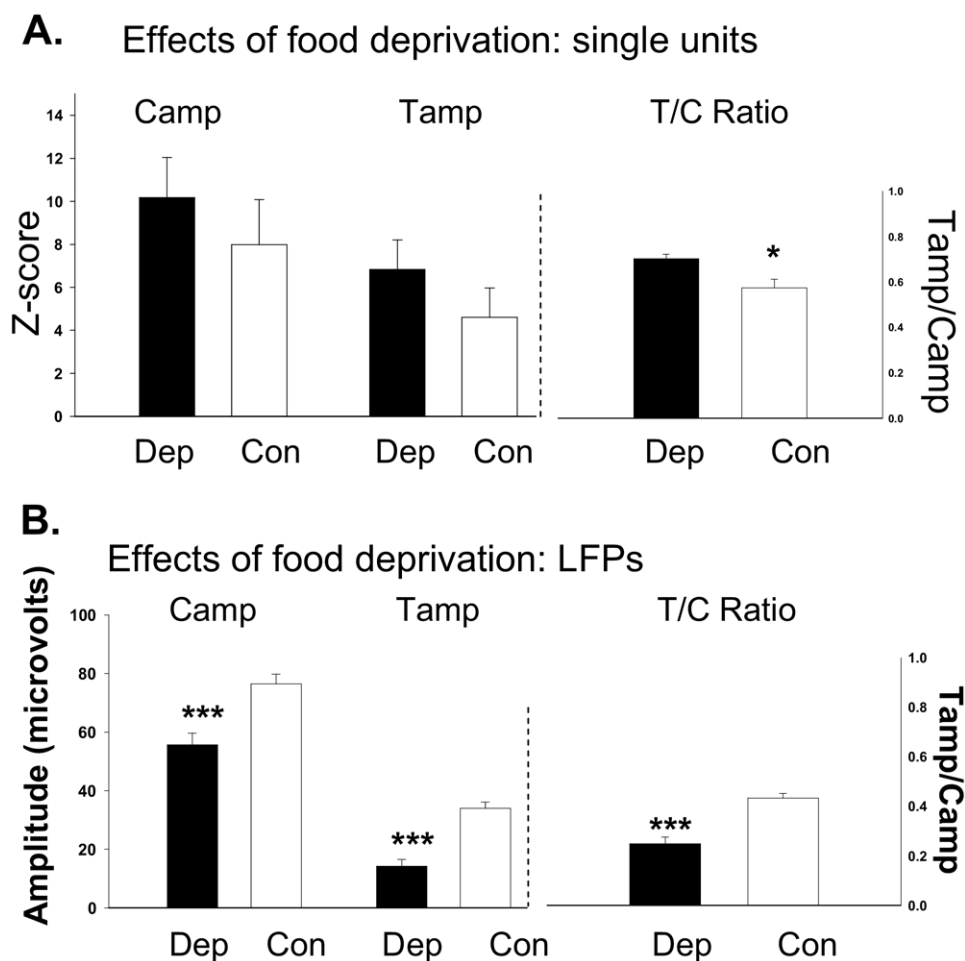 A. Effects of food deprivation: single units
Camp Tamp T/C Ratio
Z-score
14
12
10
8
6
4
2
0
1.0
0.8
0.6
0.4
0.2
0.0
Tamp/Camp
*
Dep Con Dep Con Dep Con
B.
Effects of food deprivation: LFPs
Camp Tamp T/C Ratio
Amplitude (microvolts)
100
80
60
40
20
0
1.0
0.8
0.6
0.4
0.2
0.0
Tamp/Camp
***
***
***
Dep Con Dep Con Dep Con